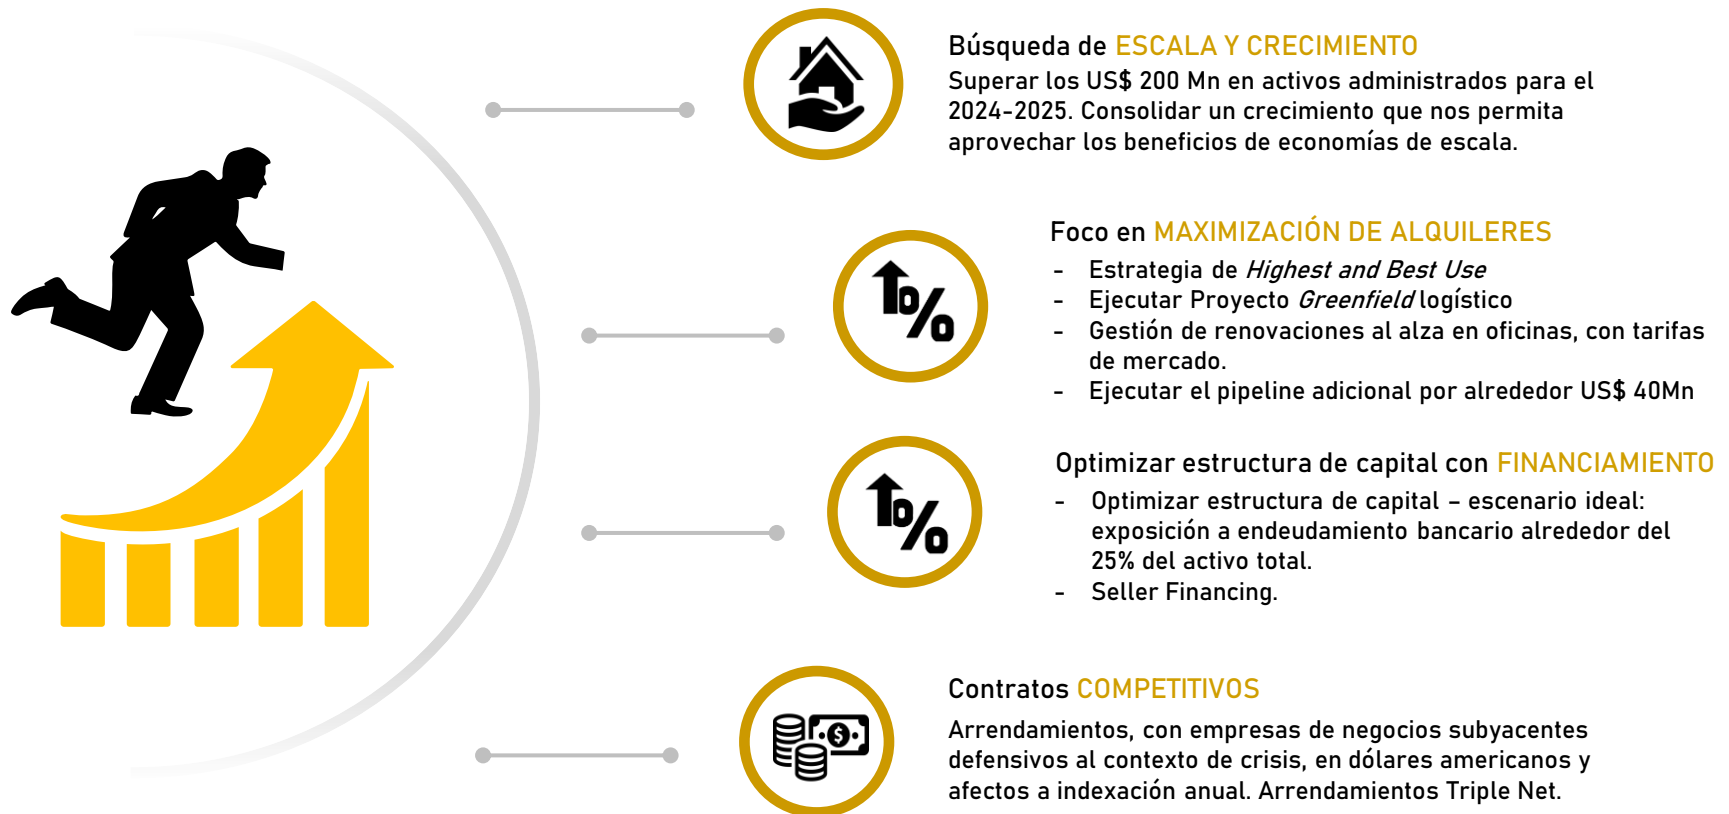 Búsqueda de ESCALA Y CRECIMIENTO
Superar los US$ 200 Mn en activos administrados para el
2024-2025. Consolidar un crecimiento que nos permita
aprovechar los beneficios de economías de escala.
Foco en MAXIMIZACIÓN DE ALQUILERES
- Estrategia de Highest and Best Use
- Ejecutar Proyecto Greenfield logístico
- Gestión de renovaciones al alza en oficinas, con tarifas
de mercado.
- Ejecutar el pipeline adicional por alrededor US$ 40Mn
Optimizar estructura de capital con FINANCIAMIENTO
- Optimizar estructura de capital – escenario ideal:
exposición a endeudamiento bancario alrededor del
25% del activo total.
- Seller Financing.
Contratos COMPETITIVOS
Arrendamientos, con empresas de negocios subyacentes
defensivos al contexto de crisis, en dólares americanos y
afectos a indexación anual. Arrendamientos Triple Net.